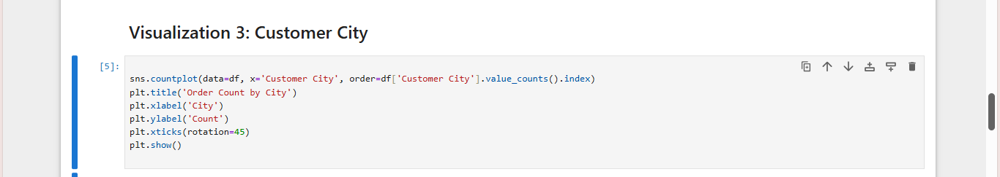 Visualization 3: Customer City
[5]:
sns.countplot(data=df, x='Customer City', order=df['Customer City'].value_counts().index)
plt.title('Order Count by City')
plt.xlabel('City')
plt.ylabel('Count')
plt.xticks(rotation=45)
plt.show()